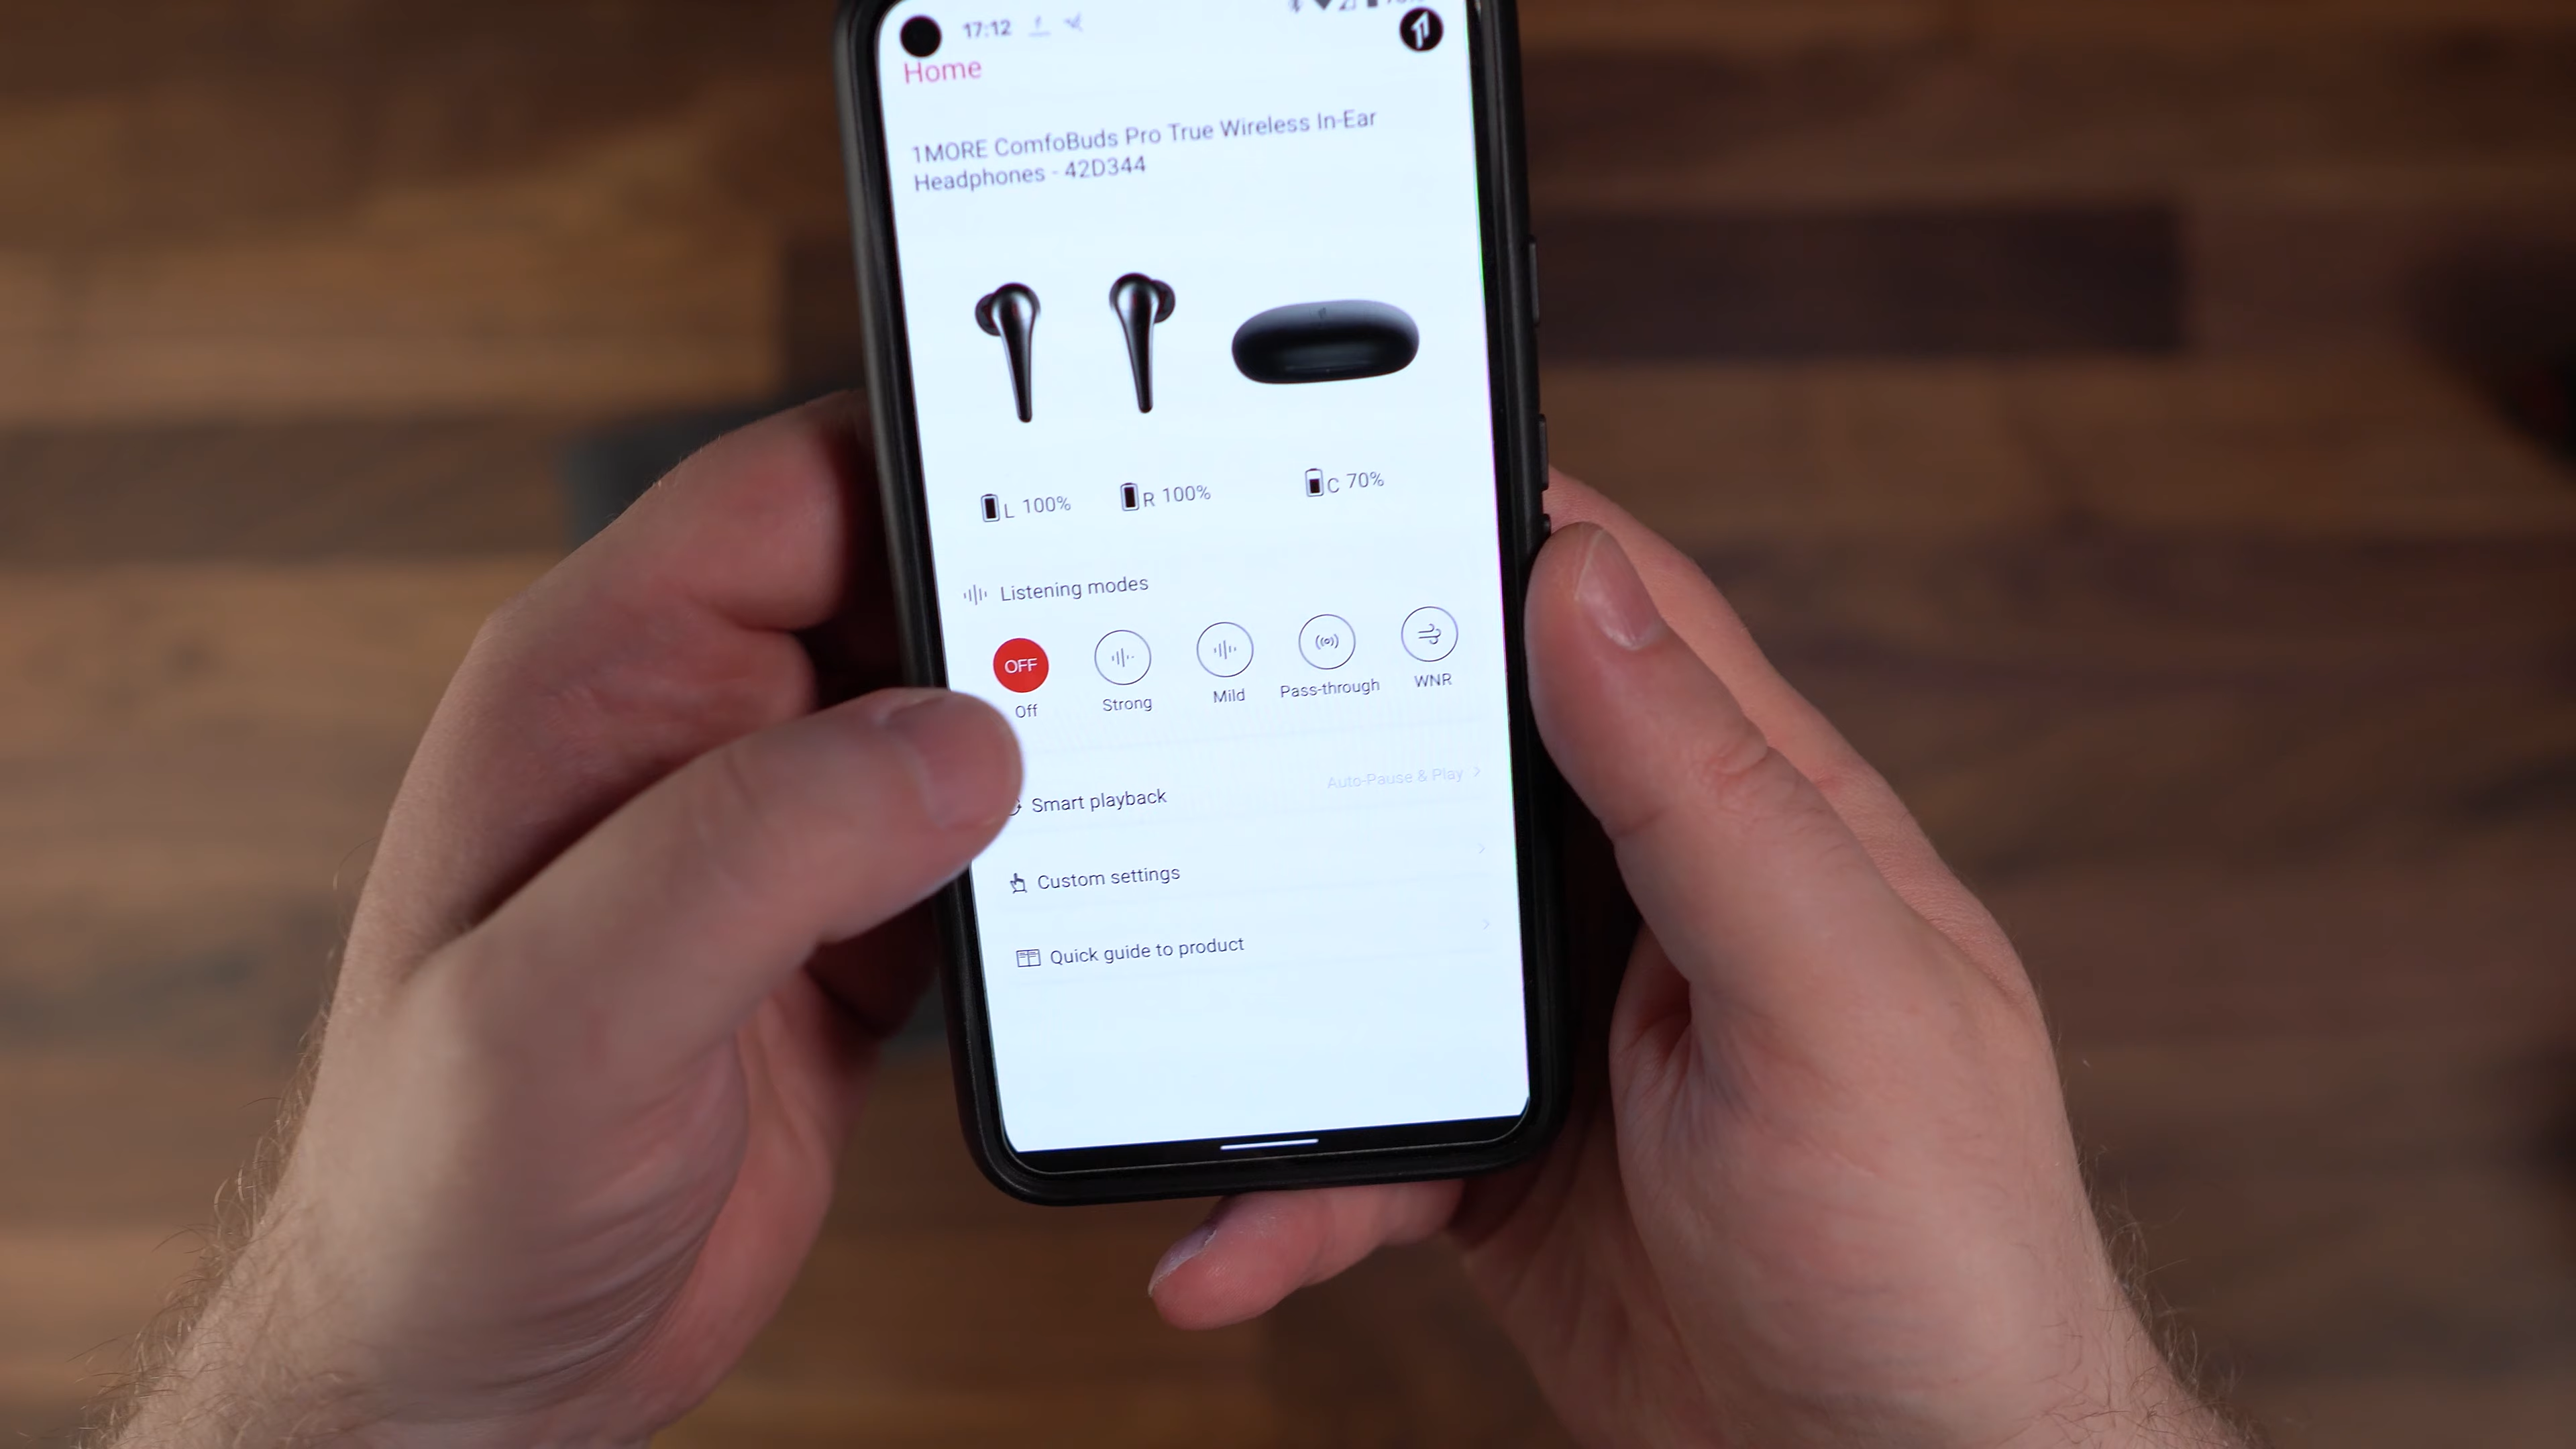 17:12
Home
1MORE ComfoBuds Pro True Wireless In-Ear
Headphones - 42D344
L 100%
R 100%
C 70%
Listening modes
OFF
Off
Strong
Mild
Pass-through
WNR
Smart playback
Auto-Pause & Play
Custom settings
Quick guide to product